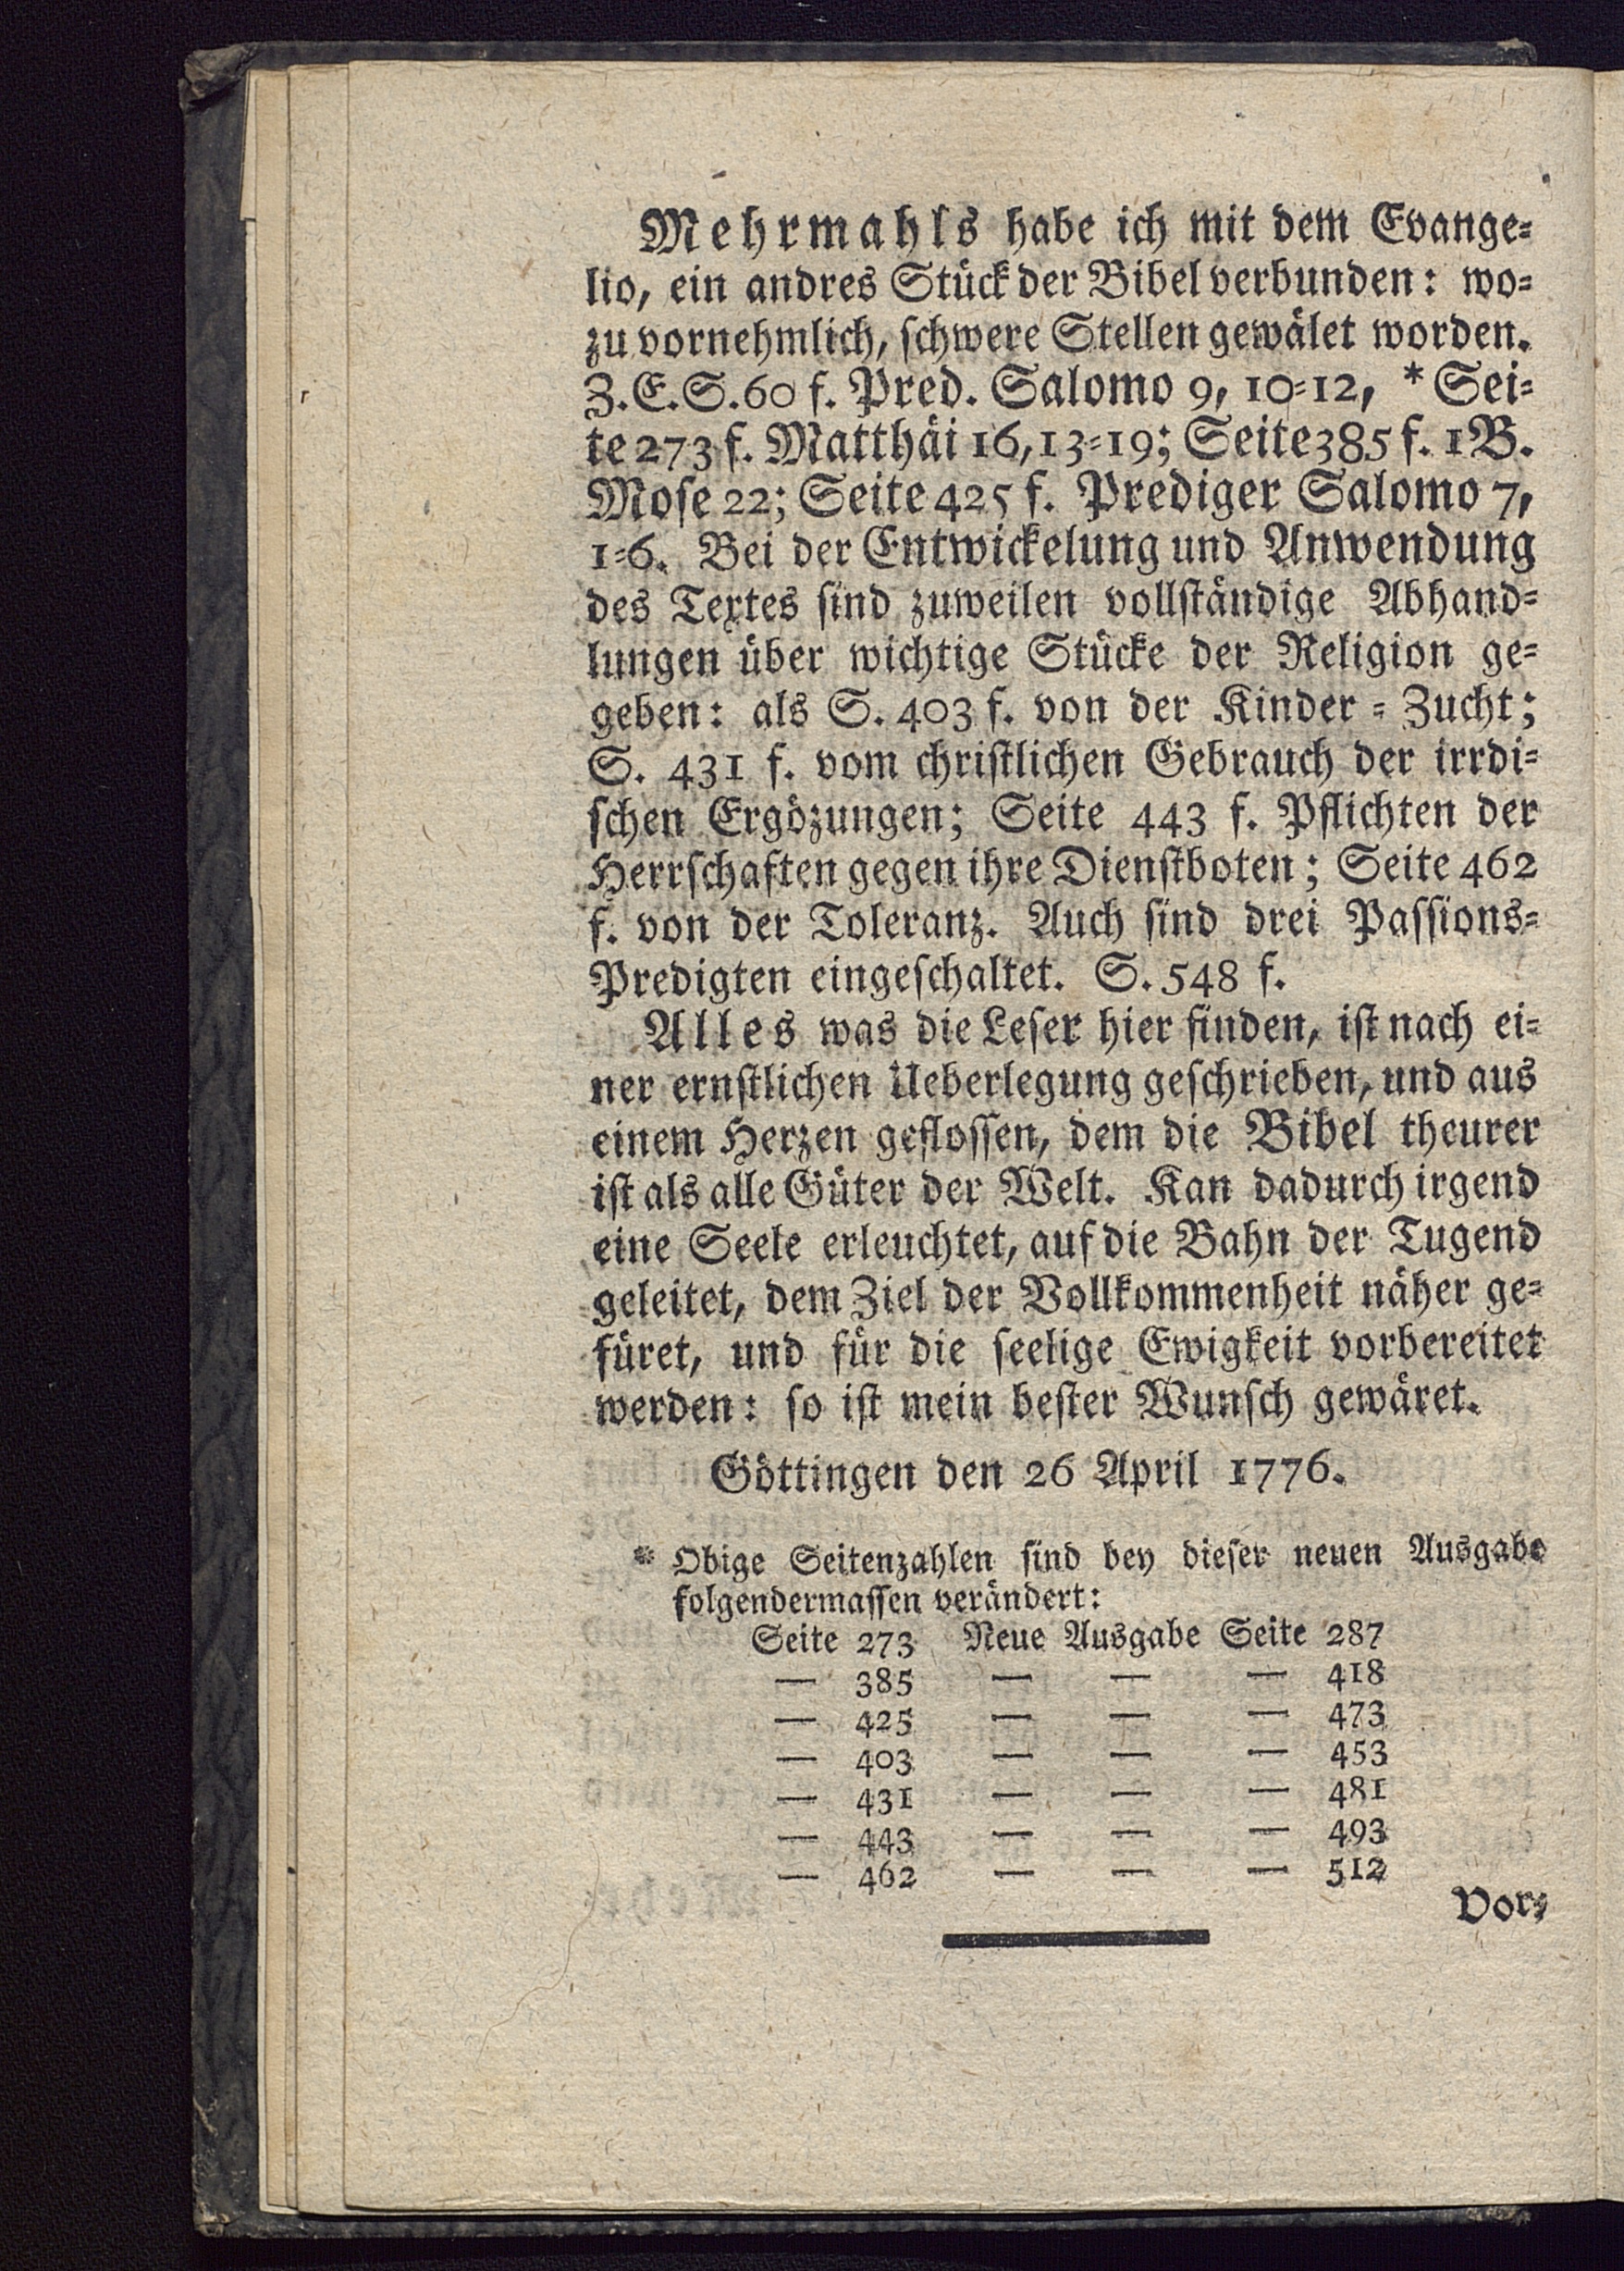 Mehrmahls habe ich mit dem Evange=
lio, ein andres Stück der Bibel verbunden: wo=
zu vornehmlich, schwere Stellen gewälet worden.
Z. E. S. 60 f. Pred. Salomo 9, 10=12, * Sei=
te 273 f. Matthäi 16, 13=19; Seite 385 f. 1 B.
Mose 22; Seite 425 f. Prediger Salomo 7,
1=6. Bei der Entwickelung und Anwendung
des Textes sind zuweilen vollständige Abhand=
lungen über wichtige Stücke der Religion ge=
geben: als S. 403 f. von der Kinder = Zucht;
S. 431 f. vom christlichen Gebrauch der irrdi=
schen Ergözungen; Seite 443 f. Pflichten der
Herrschaften gegen ihre Dienstboten; Seite 462
f. von der Toleranz. Auch sind drei Passions=
Predigten eingeschaltet. S. 548 f.
Alles was die Leser hier finden, ist nach ei=
ner ernstlichen Ueberlegung geschrieben, und aus
einem Herzen geflossen, dem die Bibel theurer
ist als alle Güter der Welt. Kan dadurch irgend
eine Seele erleuchtet, auf die Bahn der Tugend
geleitet, dem Ziel der Vollkommenheit näher ge=
füret, und für die seelige Ewigkeit vorbereitet
werden: so ist mein bester Wunsch gewäret.
Göttingen den 26 April 1776.
* Obige Seitenzahlen sind bey dieser neuen Ausgabe
folgendermassen verändert:
Seite 273 Neue Ausgabe Seite 287
— 385 — — — 418
— 425 — — — 473
— 403 — — — 453
— 431 — — — 481
— 443 — — — 493
— 462 — — — 512
Vor=